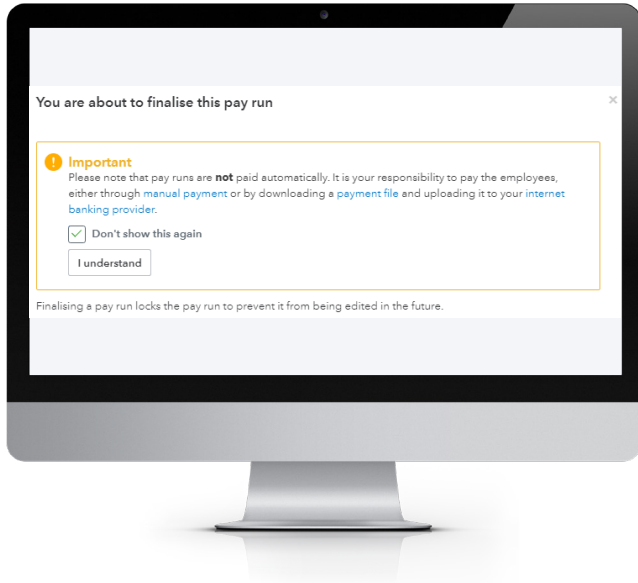 You are about to finalise this pay run
Important
Please note that pay runs are not paid automatically. It is your responsibility to pay the employees,
either through manual payment or by downloading a payment file and uploading it to your internet
banking provider.
Don't show this again
I understand
Finalising a pay run locks the pay run to prevent it from being edited in the future.